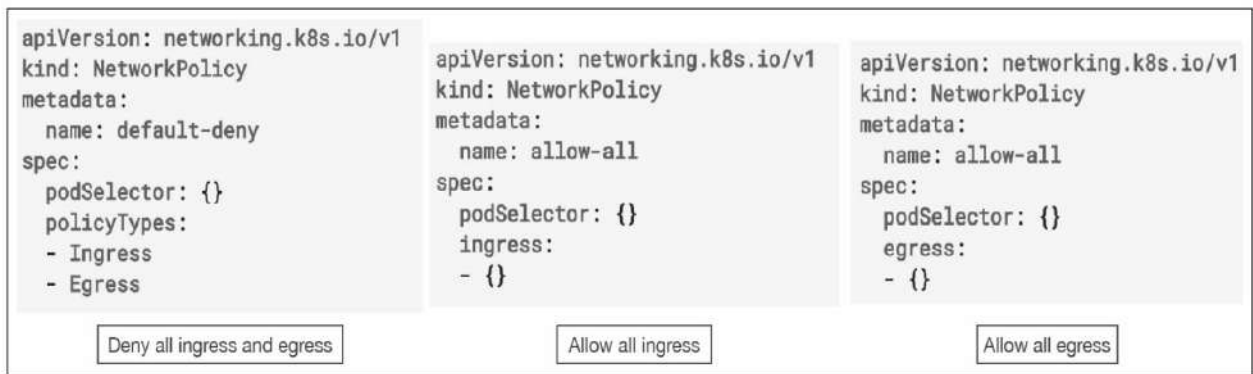 apiVersion: networking.k8s.io/v1
kind: NetworkPolicy
metadata:
  name: default-deny
spec:
  podSelector: {}
  policyTypes:
  - Ingress
  - Egress
Deny all ingress and egress
apiVersion: networking.k8s.io/v1
kind: NetworkPolicy
metadata:
  name: allow-all
spec:
  podSelector: {}
  ingress:
  - {}
Allow all ingress
apiVersion: networking.k8s.io/v1
kind: NetworkPolicy
metadata:
  name: allow-all
spec:
  podSelector: {}
  egress:
  - {}
Allow all egress